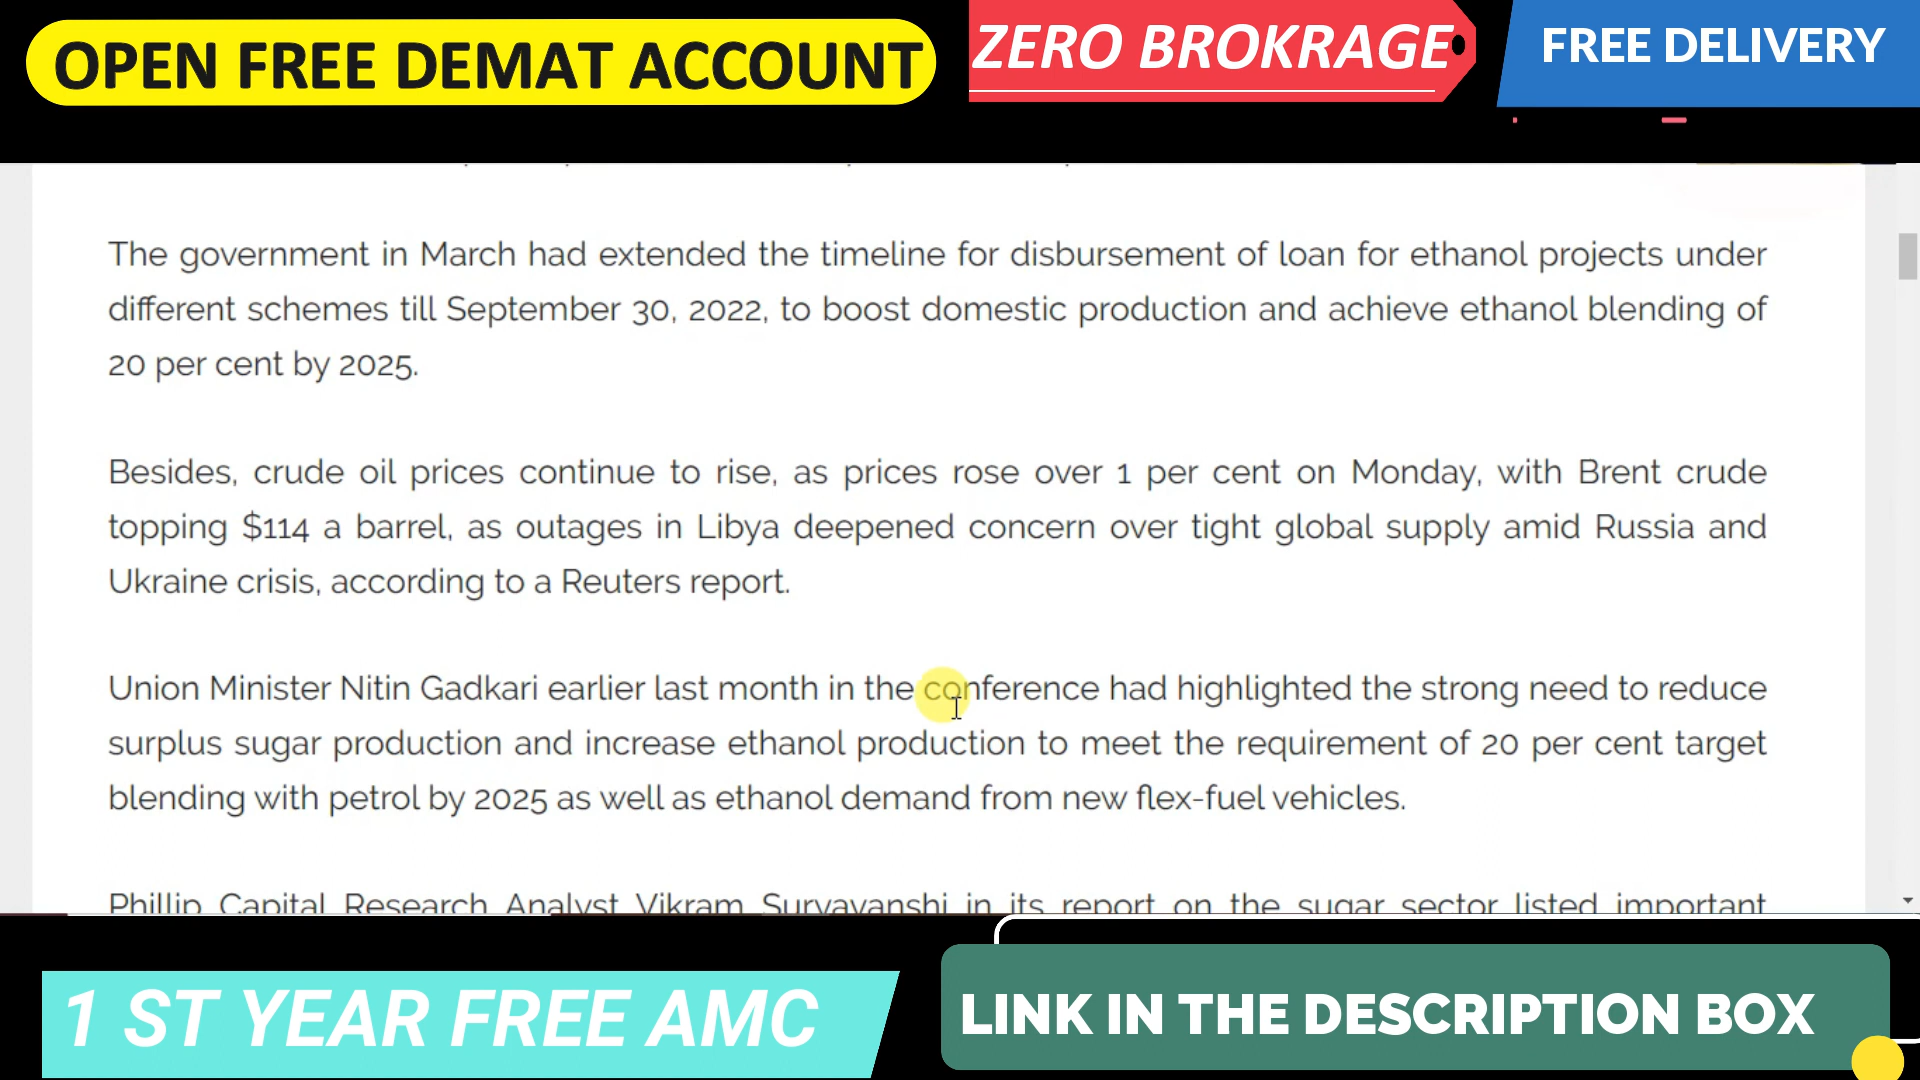 OPEN FREE DEMAT ACCOUNT
ZERO BROKRAGE
FREE DELIVERY
The government in March had extended the timeline for disbursement of loan for ethanol projects under
different schemes till September 30, 2022, to boost domestic production and achieve ethanol blending of
20 per cent by 2025.
Besides, crude oil prices continue to rise, as prices rose over 1 per cent on Monday, with Brent crude
topping $114 a barrel, as outages in Libya deepened concern over tight global supply amid Russia and
Ukraine crisis, according to a Reuters report.
Union Minister Nitin Gadkari earlier last month in the conference had highlighted the strong need to reduce
surplus sugar production and increase ethanol production to meet the requirement of 20 per cent target
blending with petrol by 2025 as well as ethanol demand from new flex-fuel vehicles.
Phillip Capital Research Analyst Vikram Suryavanshi in its report on the sugar sector listed important
1 ST YEAR FREE AMC
LINK IN THE DESCRIPTION BOX